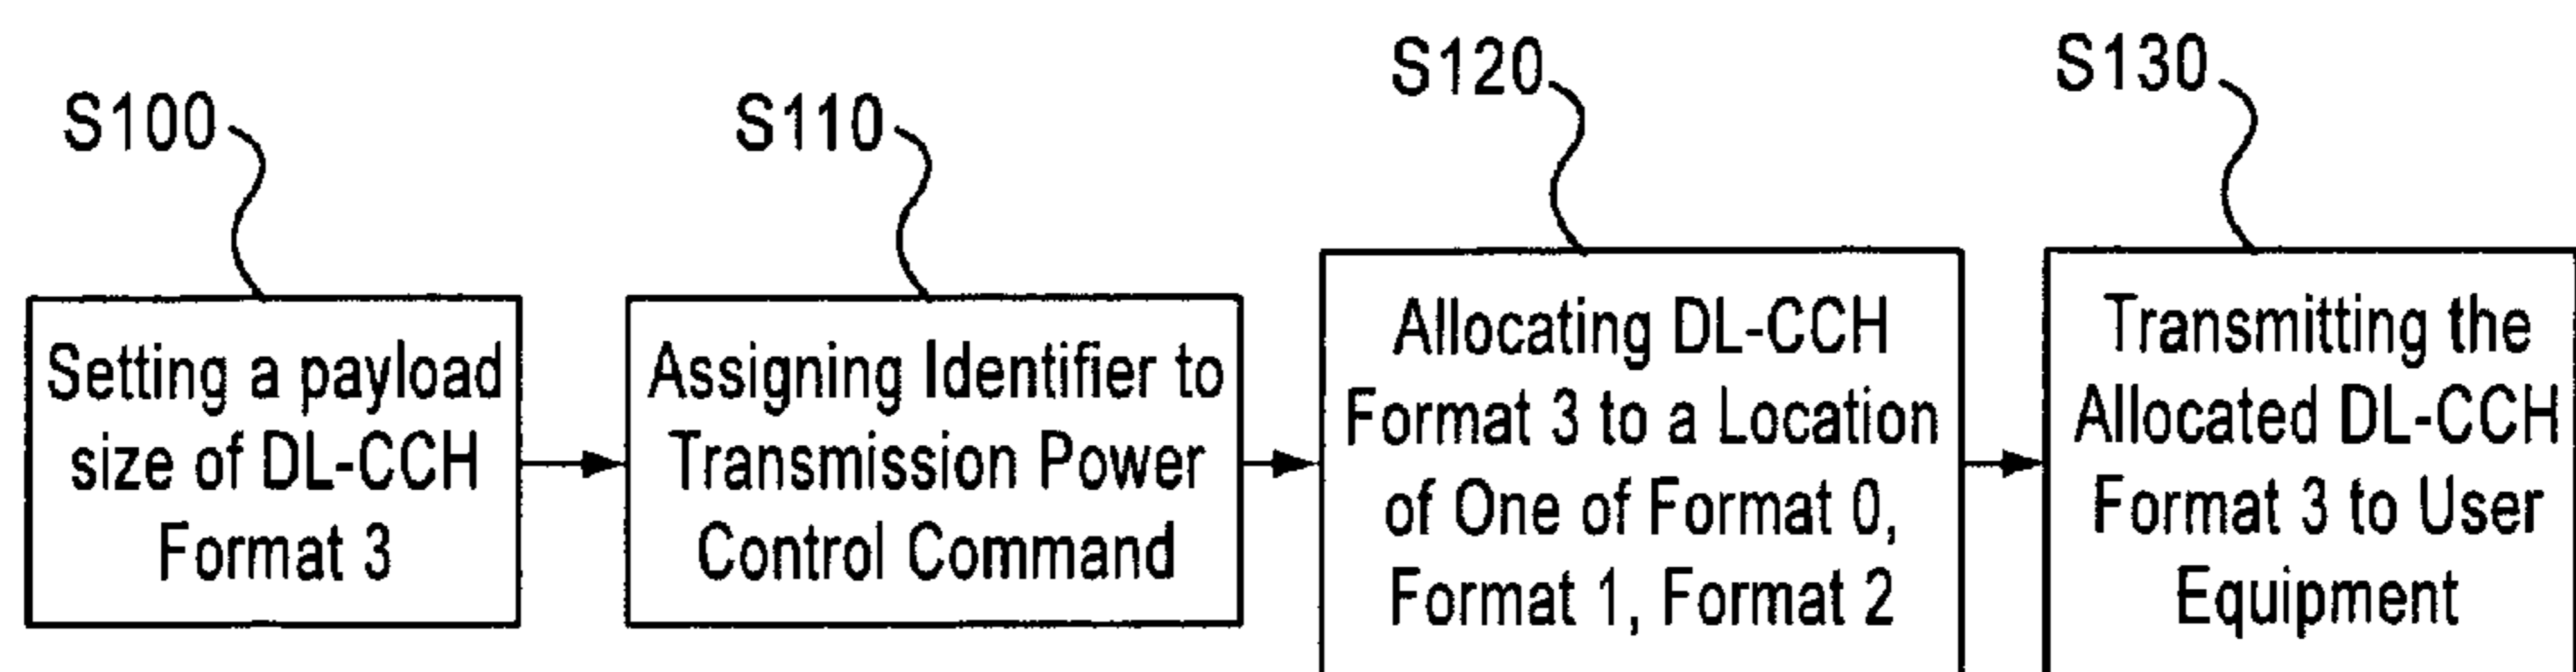 S100
Setting a payload
size of DL-CCH
Format 3
S110
Assigning Identifier to
Transmission Power
Control Command
S120
Allocating DL-CCH
Format 3 to a Location
of One of Format 0,
Format 1, Format 2
S130
Transmitting the
Allocated DL-CCH
Format 3 to User
Equipment